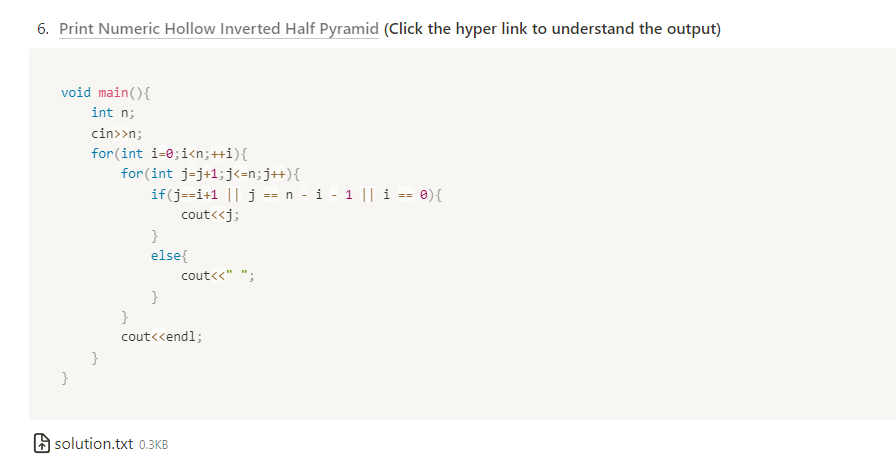 6. Print Numeric Hollow Inverted Half Pyramid (Click the hyper link to understand the output)
void main(){
int n;
cin>>n;
for(int i=0;i<n;++i){
for(int j=j+1;j<=n;j++){
if(j==i+1 || j == n - i - 1 || i == 0){
cout<<j;
}
else{
cout<<" ";
}
}
cout<<endl;
}
}
solution.txt 0.3KB